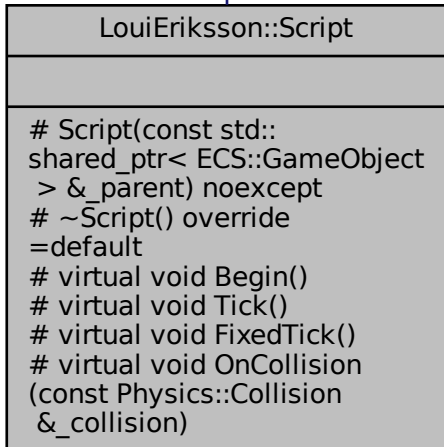 LouiEriksson::Script
# Script(const std::
shared_ptr< ECS::GameObject
> &_parent) noexcept
# ~Script() override
=default
# virtual void Begin()
# virtual void Tick()
# virtual void FixedTick()
# virtual void OnCollision
(const Physics::Collision
&_collision)